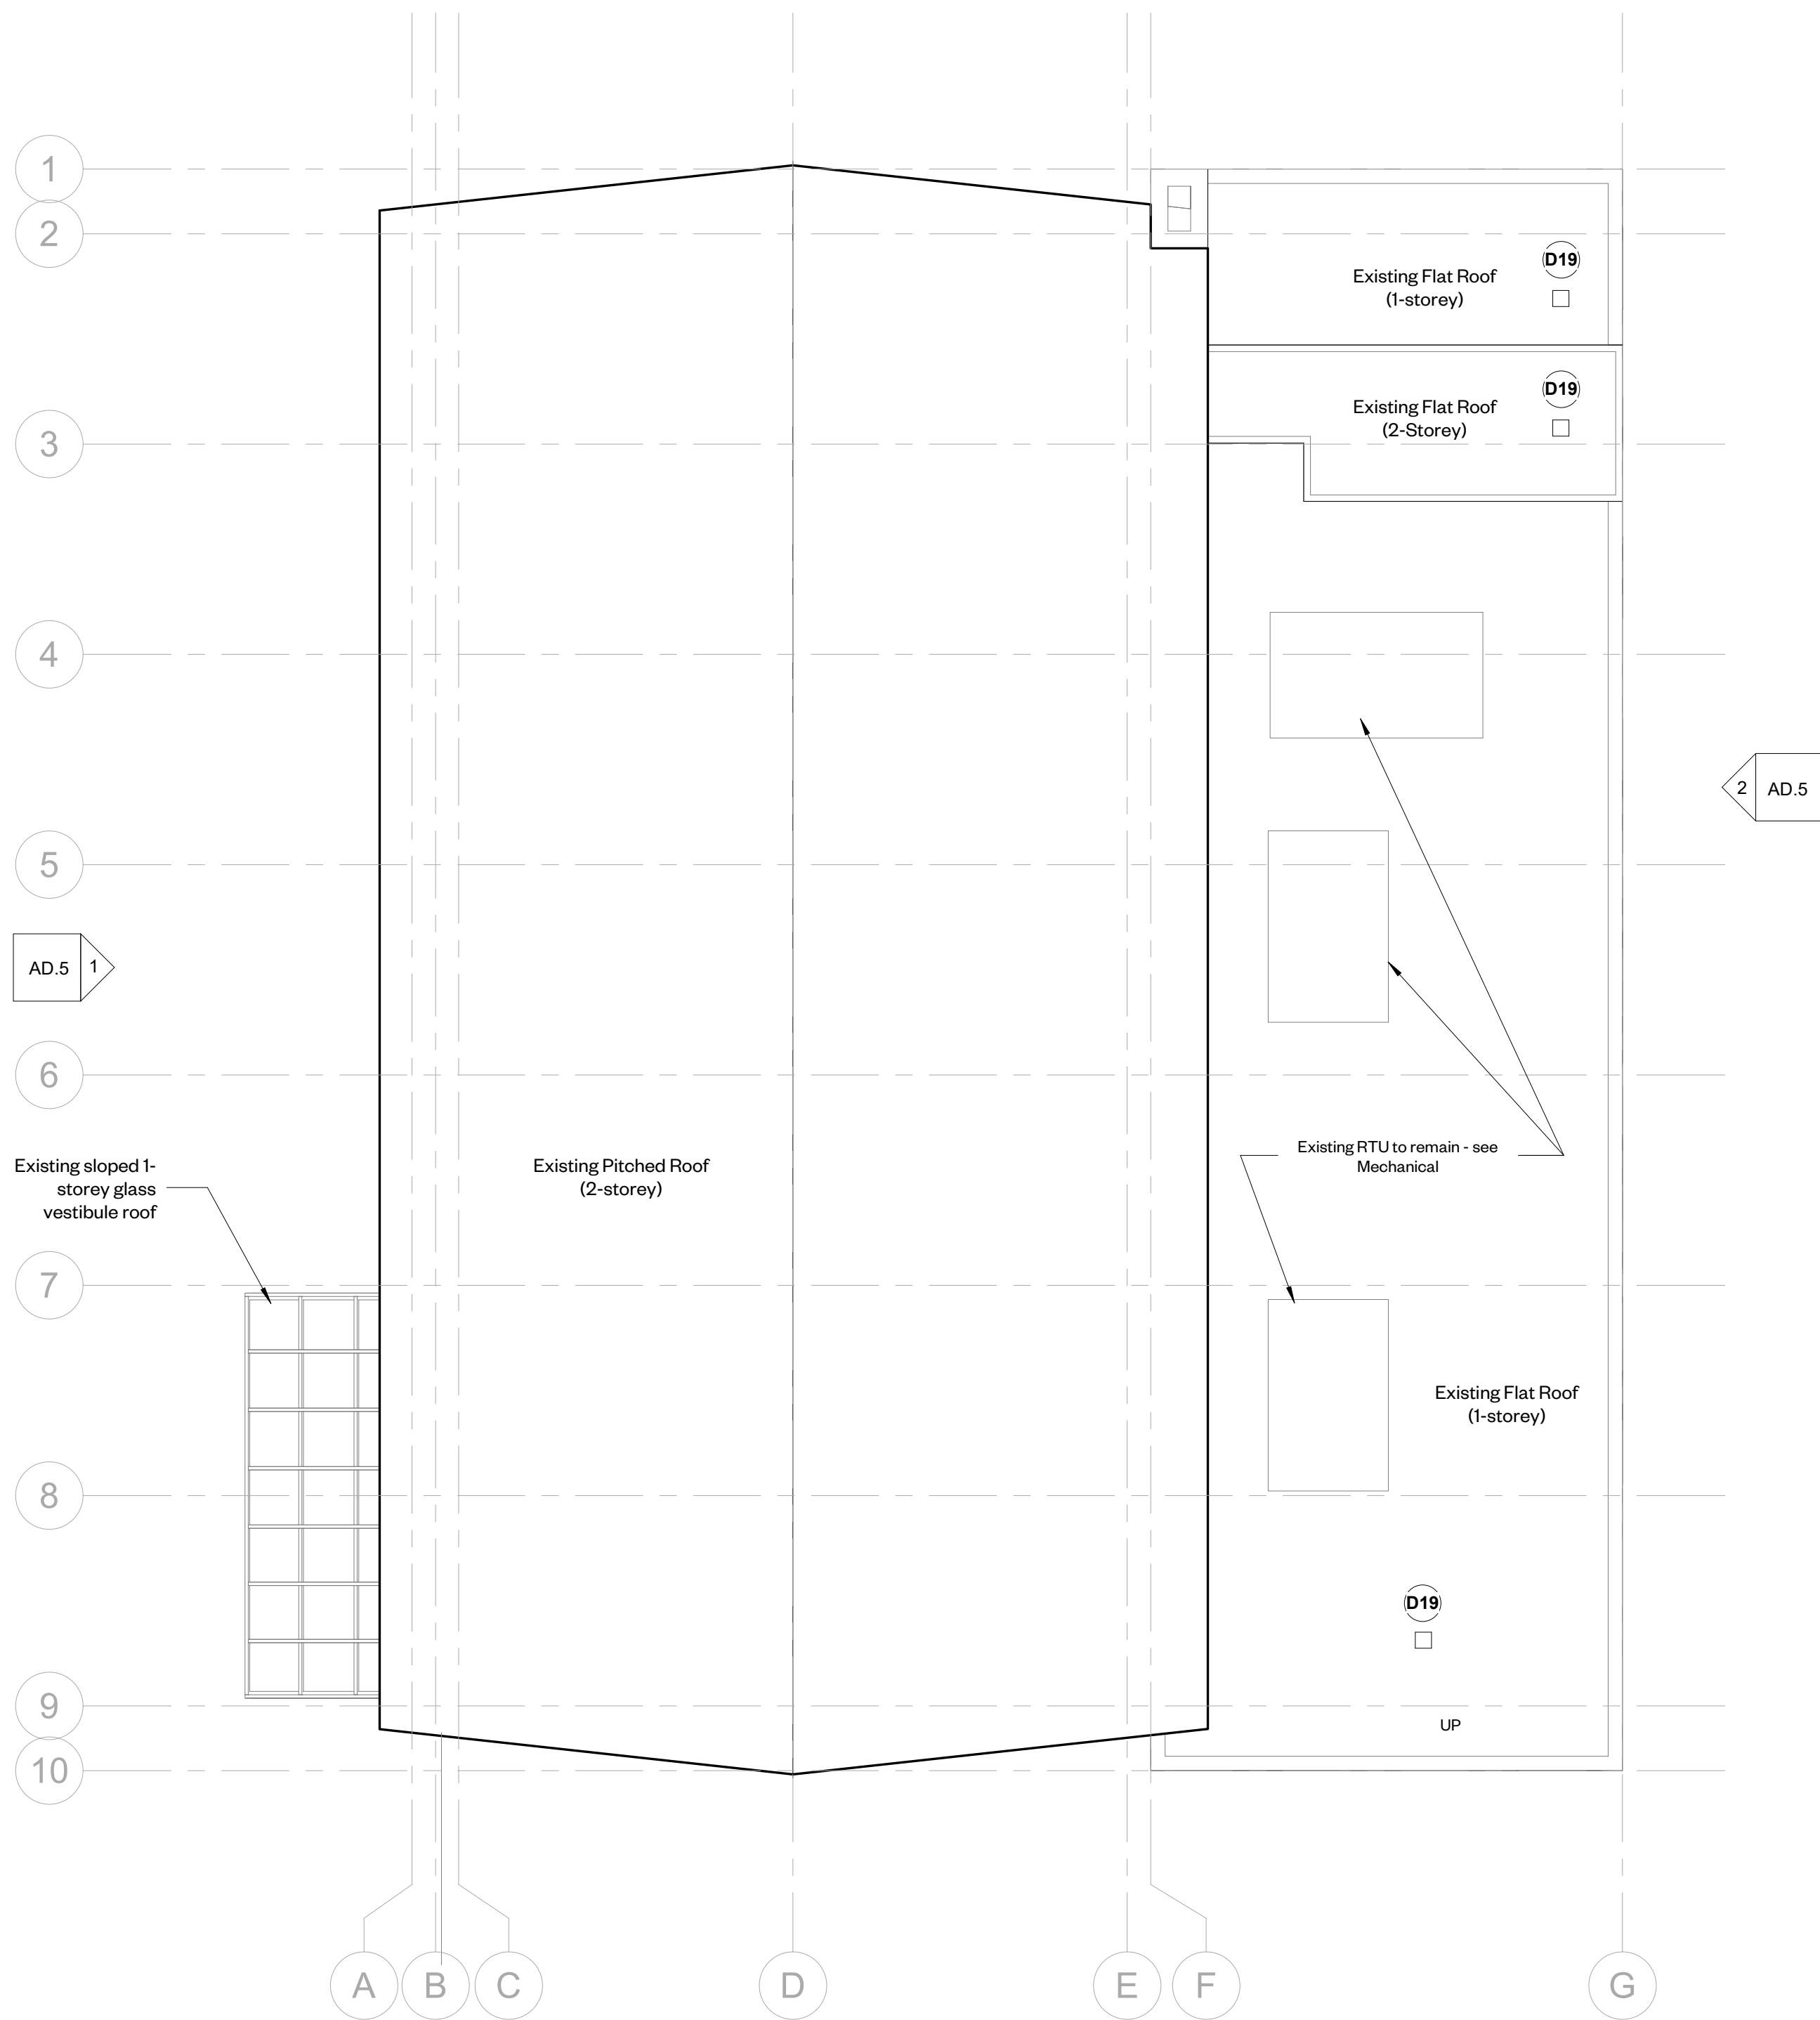 1
2
D19
Existing Flat Roof
(1-storey)
D19
Existing Flat Roof
(2-Storey)
3
4
2
AD.5
5
AD.5
1
6
Existing RTU to remain - see
Mechanical
Existing sloped 1-
storey glass
vestibule roof
Existing Pitched Roof
(2-storey)
7
Existing Flat Roof
(1-storey)
8
D19
9
UP
10
A
B
C
D
E
F
G